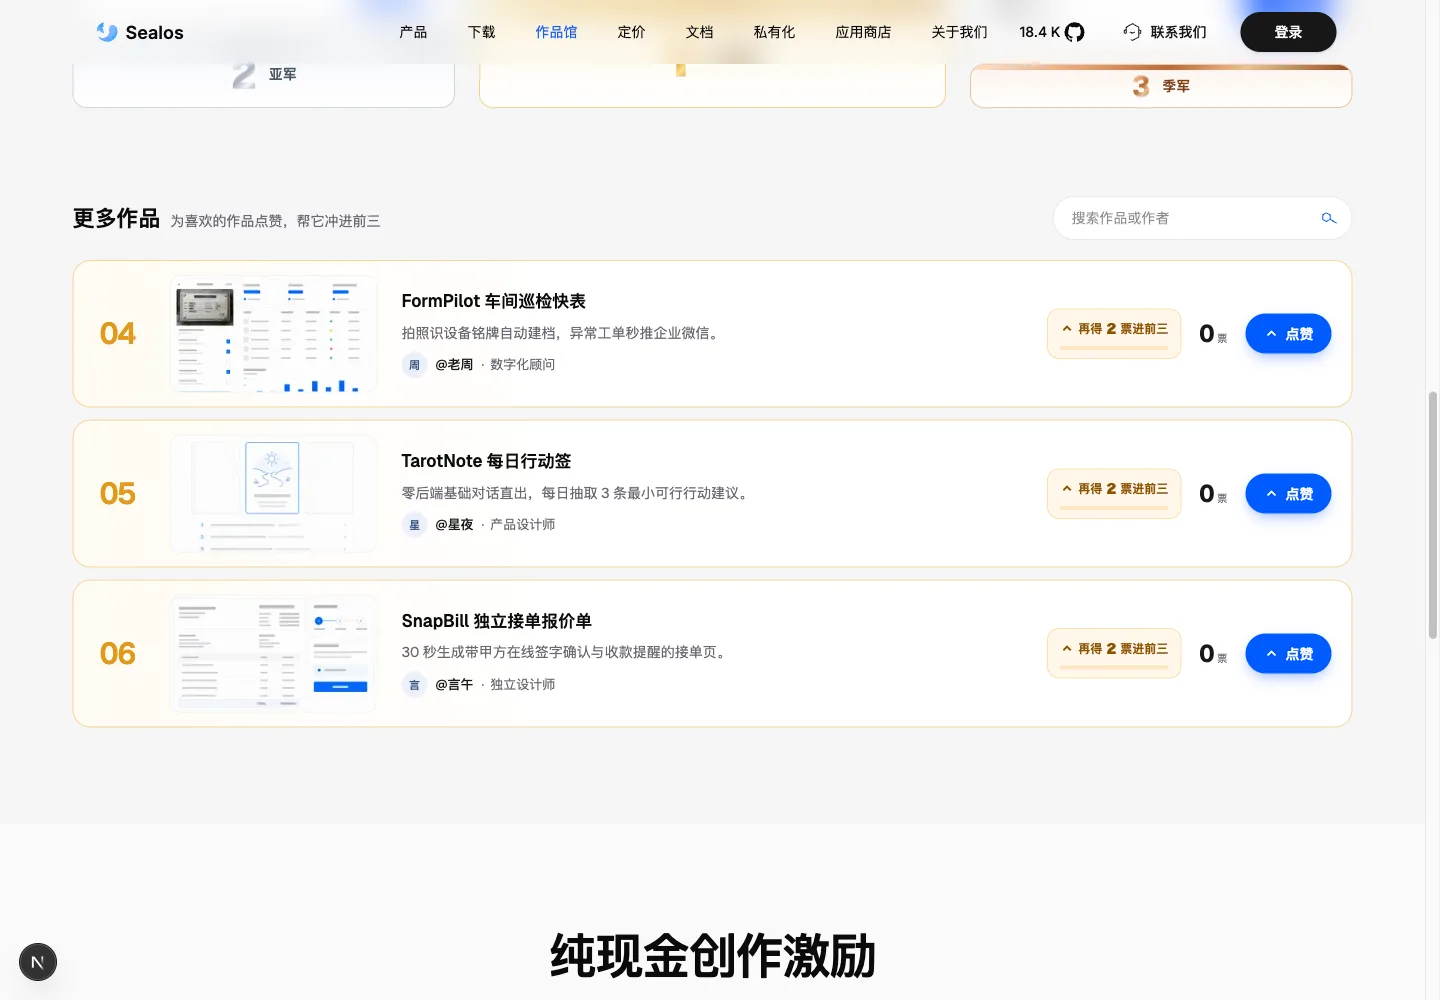 Sealos
产品
下载
作品馆
定价
文档
私有化
应用商店
关于我们
18.4 K
联系我们
登录
2 亚军
3 季军
更多作品
为喜欢的作品点赞，帮它冲进前三
搜索作品或作者
04
FormPilot 车间巡检快表
拍照识设备铭牌自动建档，异常工单秒推企业微信。
周 @老周 · 数字化顾问
再得 2 票进前三
0 票
点赞
05
TarotNote 每日行动签
零后端基础对话直出，每日抽取 3 条最小可行行动建议。
星 @星夜 · 产品设计师
再得 2 票进前三
0 票
点赞
06
SnapBill 独立接单报价单
30 秒生成带甲方在线签字确认与收款提醒的接单页。
言 @言午 · 独立设计师
再得 2 票进前三
0 票
点赞
纯现金创作激励
N